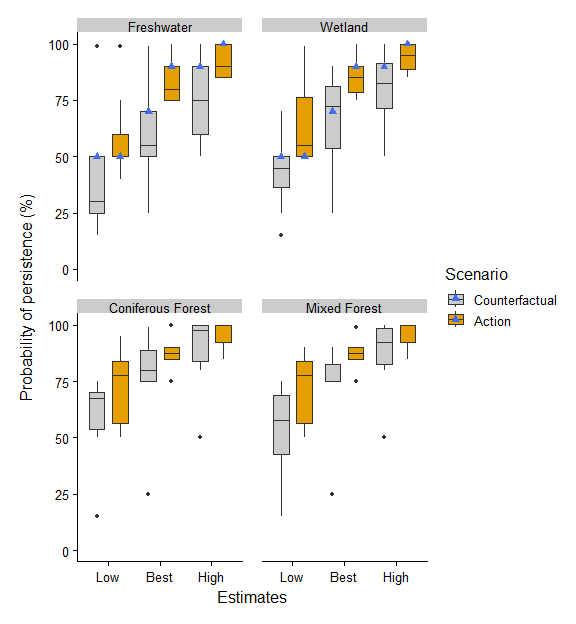 Freshwater
Wetland
100
75
50
25
0
Coniferous Forest
Mixed Forest
100
75
50
25
0
Low
Best
High
Low
Best
High
Estimates
Probability of persistence (%)
Scenario
Counterfactual
Action